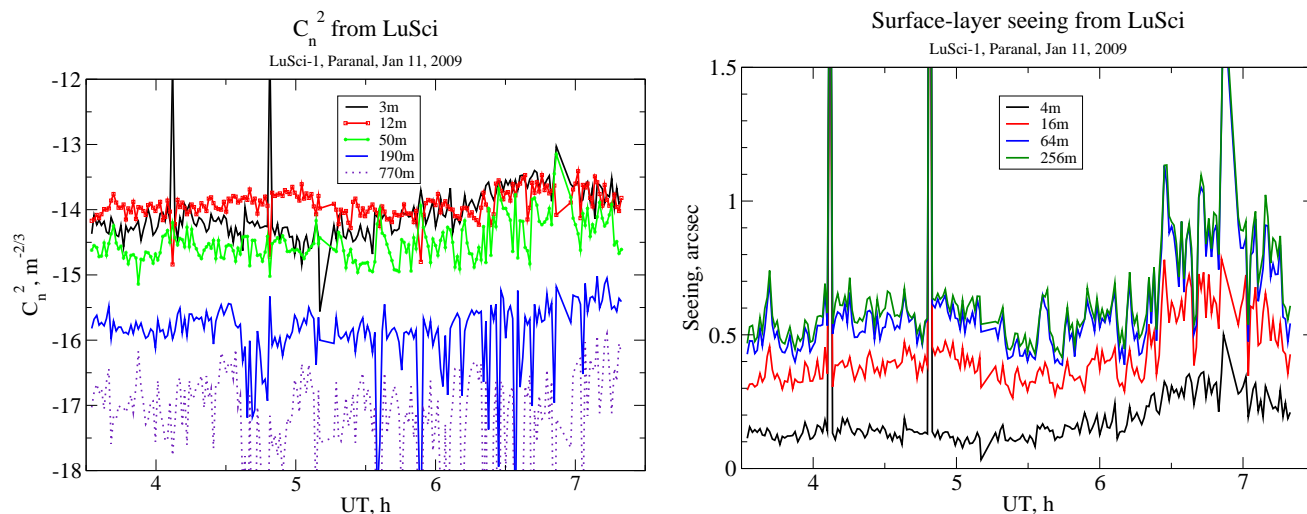 C_n^2 from LuSci
LuSci-1, Paranal, Jan 11, 2009
-12
-13
-14
-15
-16
-17
-18
C_n^2, m^-2/3
3m
12m
50m
190m
770m
4
5
6
7
UT, h
Surface-layer seeing from LuSci
LuSci-1, Paranal, Jan 11, 2009
1.5
1
0.5
0
Seeing, arcsec
4m
16m
64m
256m
4
5
6
7
UT, h